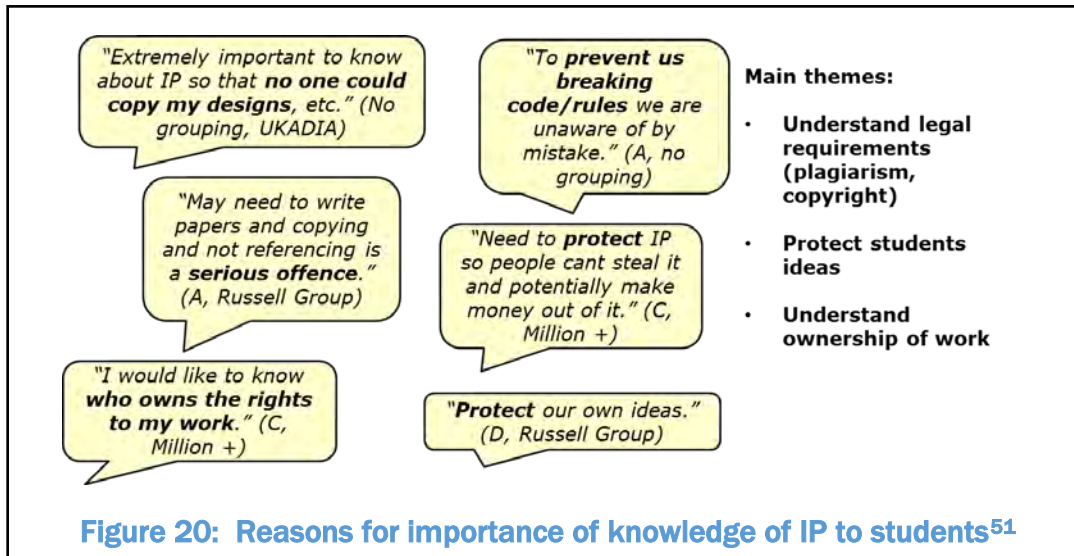 “Extremely important to know
about IP so that no one could
copy my designs, etc.” (No
grouping, UKADIA)
“To prevent us
breaking
code/rules we are
unaware of by
mistake.” (A, no
grouping)
“May need to write
papers and copying
and not referencing is
a serious offence.”
(A, Russell Group)
“Need to protect IP
so people cant steal it
and potentially make
money out of it.” (C,
Million +)
“I would like to know
who owns the rights
to my work.” (C,
Million +)
“Protect our own ideas.”
(D, Russell Group)
Main themes:
• Understand legal
requirements
(plagiarism,
copyright)
• Protect students
ideas
• Understand
ownership of work
Figure 20: Reasons for importance of knowledge of IP to students51